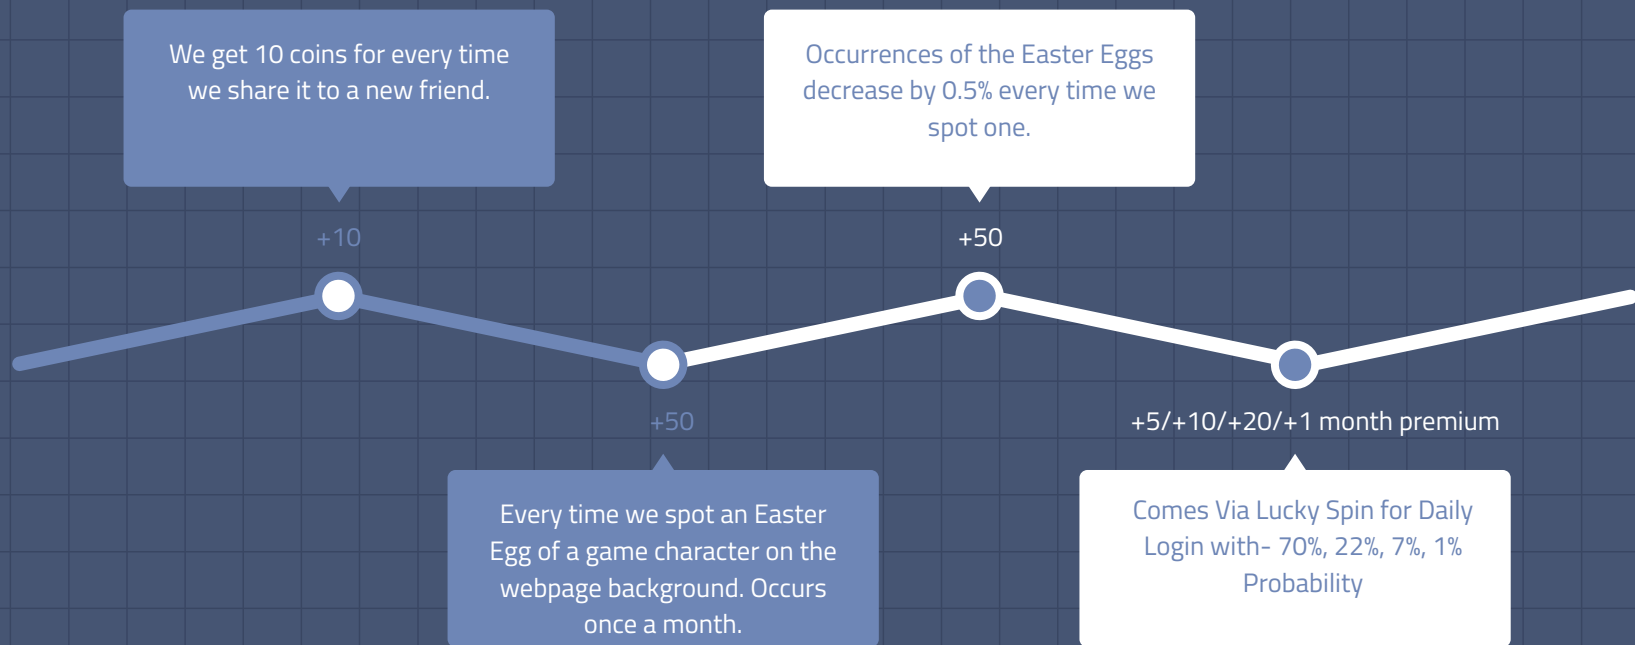 We get 10 coins for every time
we share it to a new friend.
+10
+50
Every time we spot an Easter
Egg of a game character on the
webpage background. Occurs
once a month.
Occurrences of the Easter Eggs
decrease by 0.5% every time we
spot one.
+50
+5/+10/+20/+1 month premium
Comes Via Lucky Spin for Daily
Login with- 70%, 22%, 7%, 1%
Probability